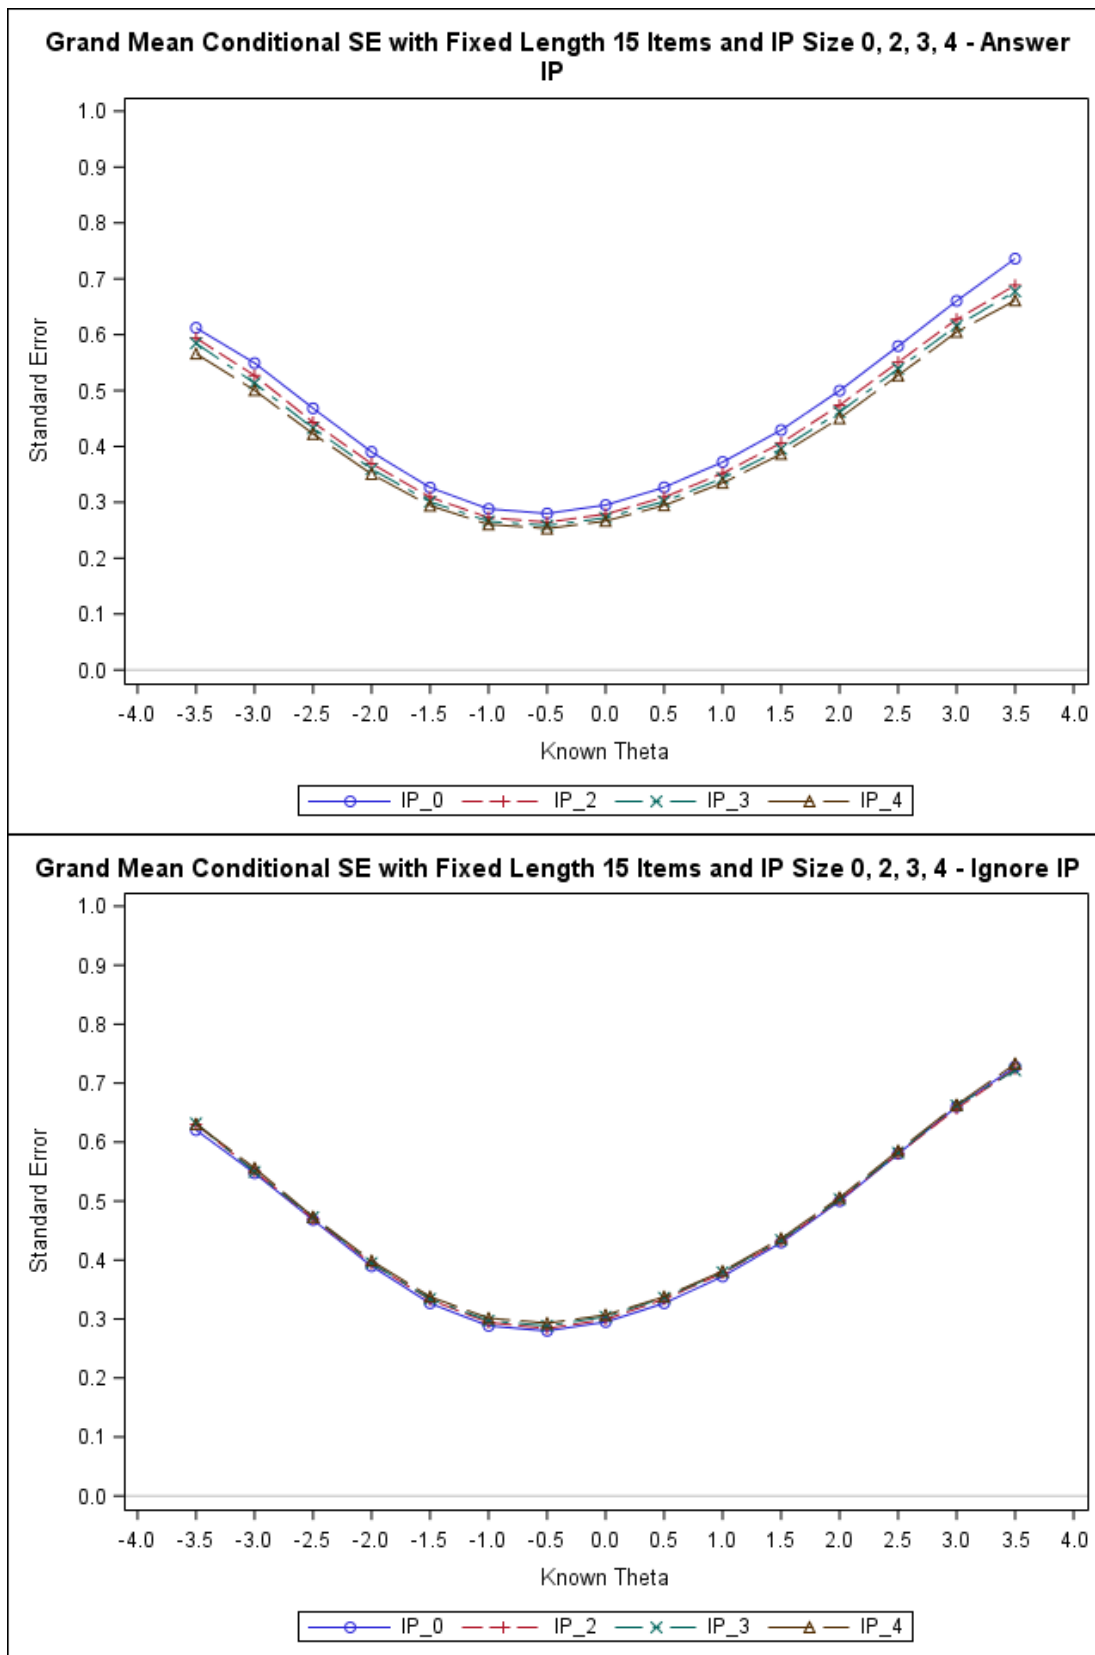 Grand Mean Conditional SE with Fixed Length 15 Items and IP Size 0, 2, 3, 4 - Answer
IP
1.0
0.9
0.8
0.7
0.6
0.5
0.4
0.3
0.2
0.1
0.0
Standard Error
-4.0 -3.5 -3.0 -2.5 -2.0 -1.5 -1.0 -0.5 0.0 0.5 1.0 1.5 2.0 2.5 3.0 3.5 4.0
Known Theta
IP_0 IP_2 IP_3 IP_4
Grand Mean Conditional SE with Fixed Length 15 Items and IP Size 0, 2, 3, 4 - Ignore IP
1.0
0.9
0.8
0.7
0.6
0.5
0.4
0.3
0.2
0.1
0.0
Standard Error
-4.0 -3.5 -3.0 -2.5 -2.0 -1.5 -1.0 -0.5 0.0 0.5 1.0 1.5 2.0 2.5 3.0 3.5 4.0
Known Theta
IP_0 IP_2 IP_3 IP_4